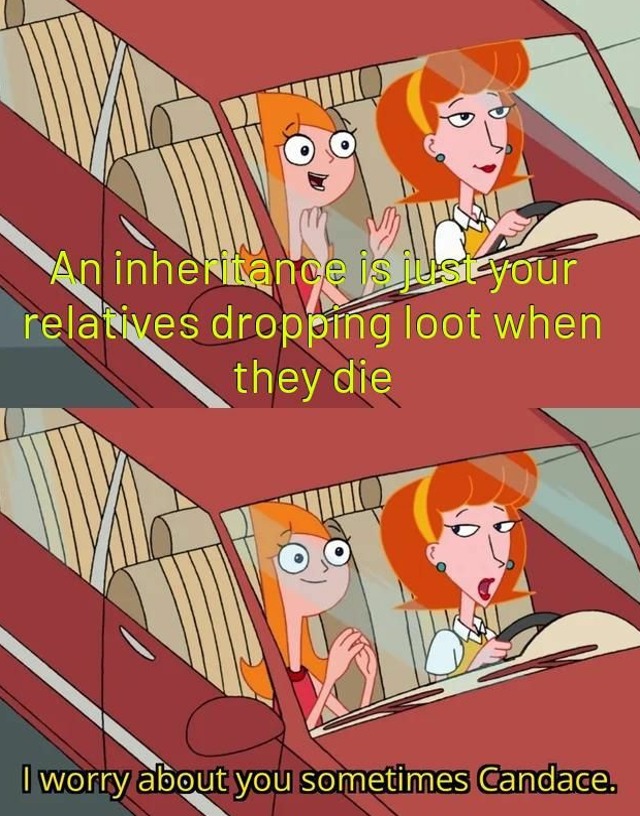 An inheritance is just your
relatives dropping loot when
they die
I worry about you sometimes Candace.